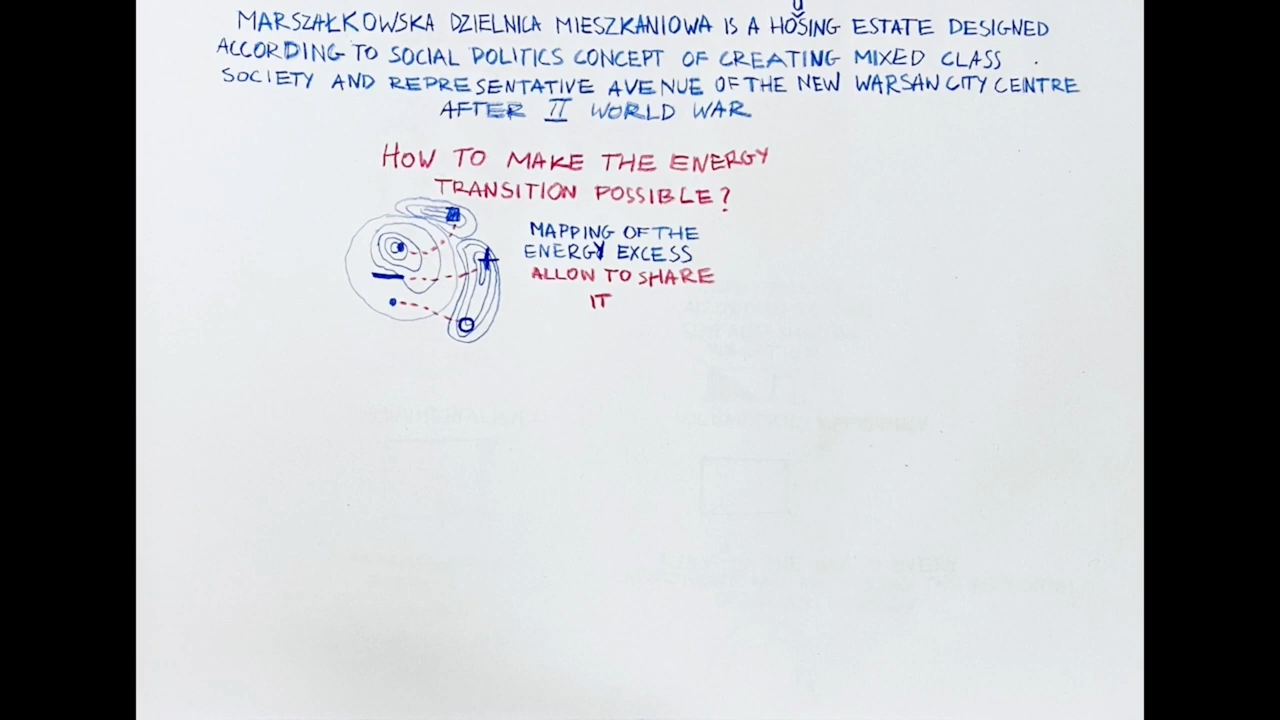 MARSZAŁKOWSKA DZIELNICA MIESZKANIOWA IS A HOUSING ESTATE DESIGNED
ACCORDING TO SOCIAL POLITICS CONCEPT OF CREATING MIXED CLASS
SOCIETY AND REPRESENTATIVE AVENUE OF THE NEW WARSAW CITY CENTRE
AFTER II WORLD WAR
HOW TO MAKE THE ENERGY
TRANSITION POSSIBLE?
MAPPING OF THE
ENERGY EXCESS
ALLOW TO SHARE
IT